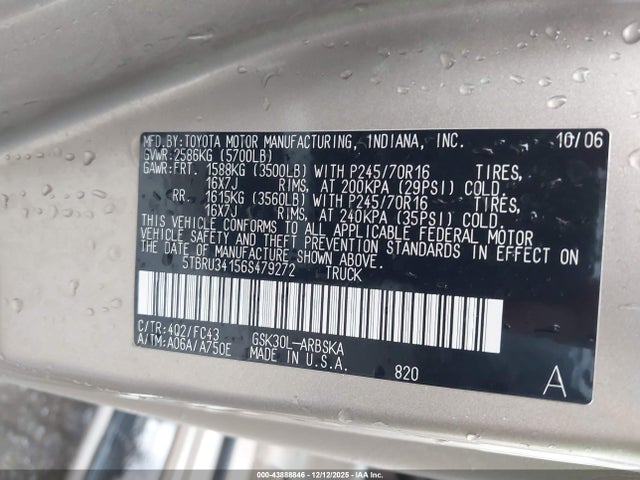 MFD.BY:TOYOTA MOTOR MANUFACTURING, INDIANA, INC. 10/06
GVWR:2586KG (5700LB)
GAWR:FRT. 1588KG (3500LB) WITH P245/70R16 TIRES,
16X7J RIMS, AT 200KPA (29PSI) COLD.
RR. 1615KG (3560LB) WITH P245/70R16 TIRES,
16X7J RIMS, AT 240KPA (35PSI) COLD.
THIS VEHICLE CONFORMS TO ALL APPLICABLE FEDERAL MOTOR
VEHICLE SAFETY AND THEFT PREVENTION STANDARDS IN EFFECT ON
THE DATE OF MANUFACTURE SHOWN ABOVE.
5TBRU34156S479272 TRUCK
C/TR:4Q2/FC43 GSK30L-ARBSKA
A/TM:A06A/A750E MADE IN U.S.A.
820 A
000-43888846 • 12/12/2025 • COPART